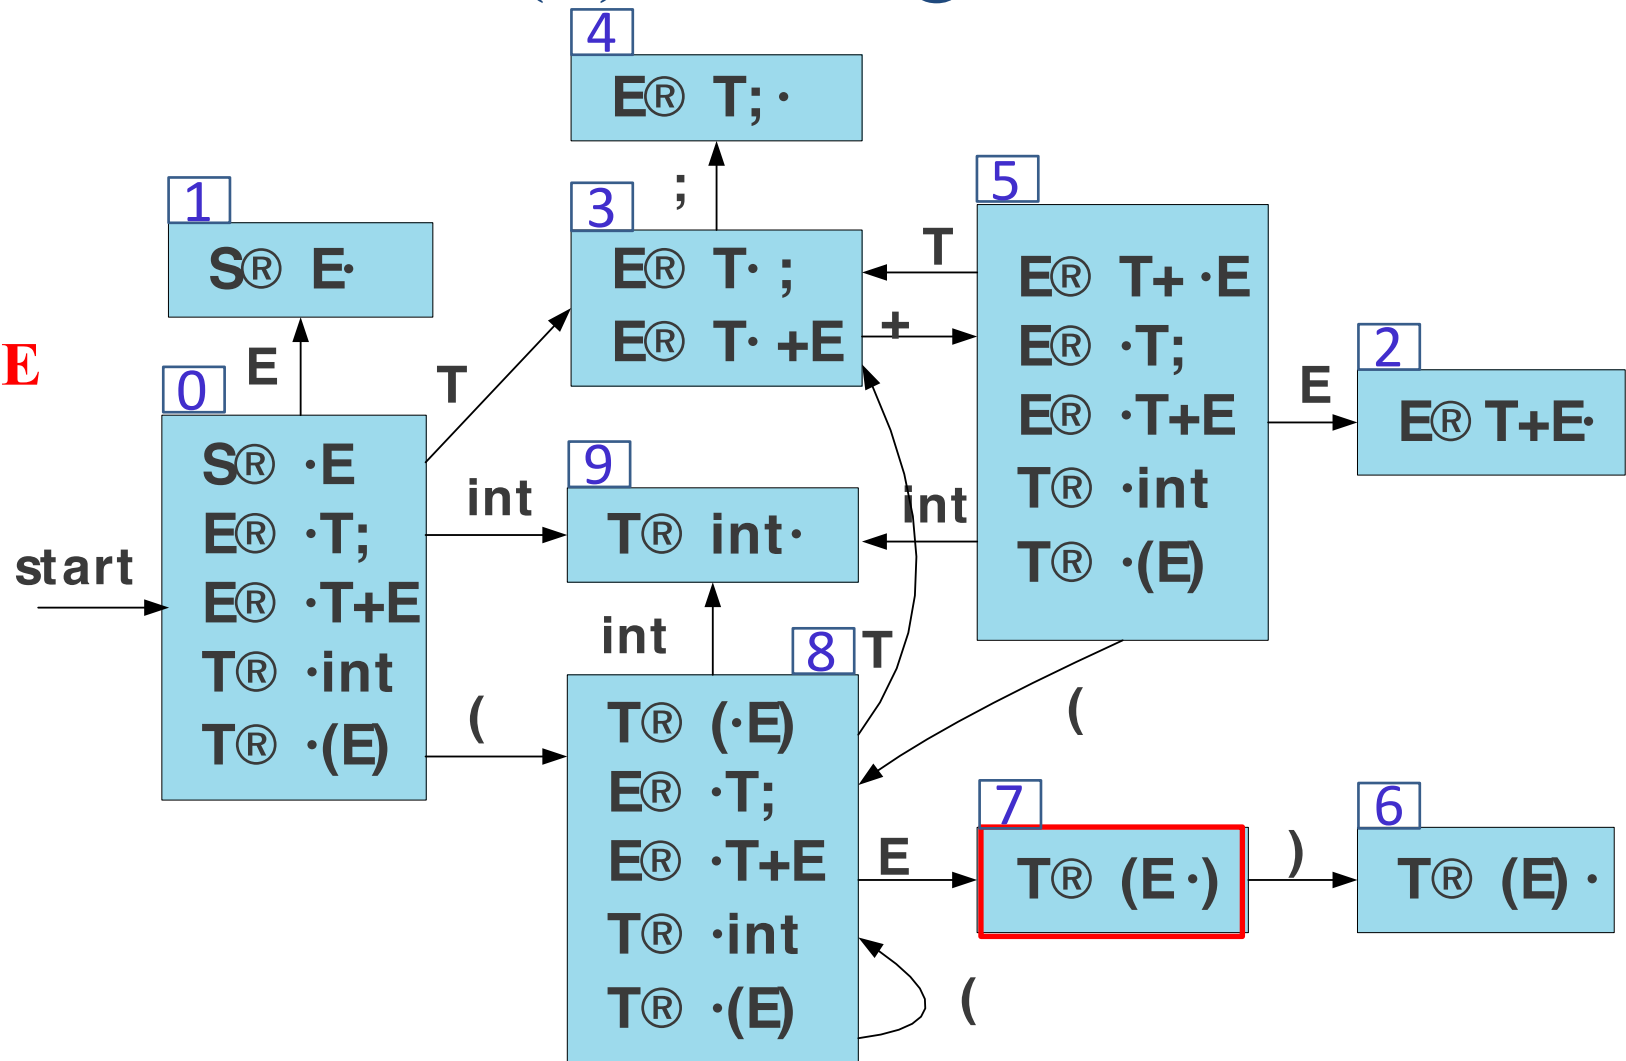 4
E® T; ·
;
1
S® E·
3
E® T· ;
E® T· +E
T
+
5
E® T+ ·E
E® ·T;
E® ·T+E
T® ·int
T® ·(E)
E
2
E® T+E·
E
E
T
0
S® ·E
E® ·T;
E® ·T+E
T® ·int
T® ·(E)
start
int
9
T® int·
int
int
(
8
T
T® (·E)
E® ·T;
E® ·T+E
T® ·int
T® ·(E)
(
E
7
T® (E ·)
)
6
T® (E) ·
(